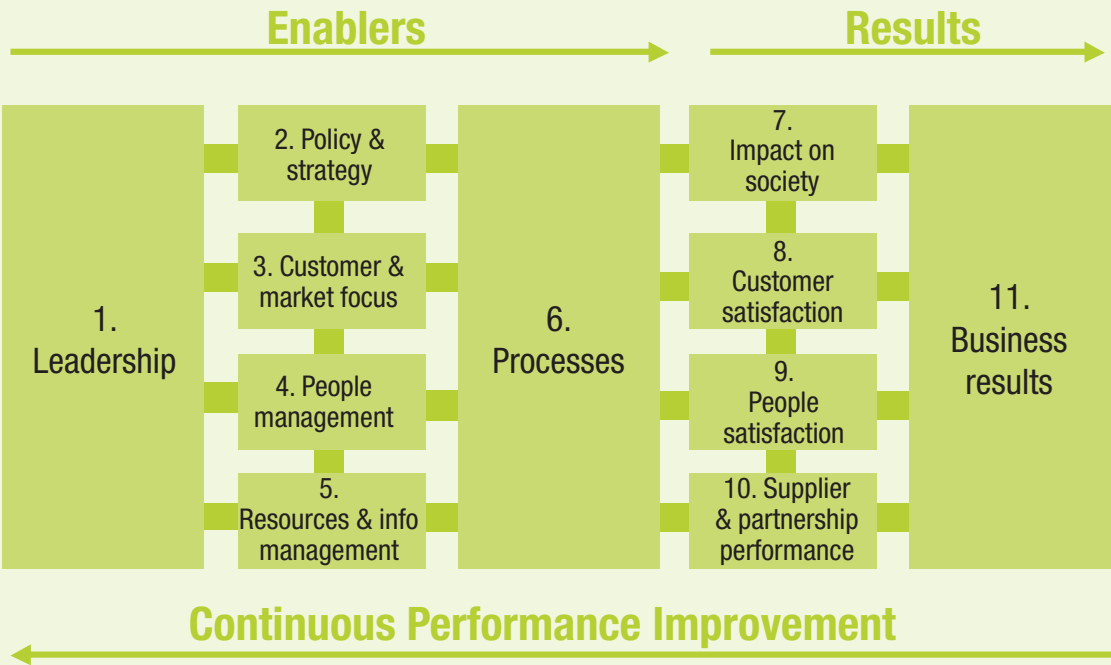 Enablers
Results
1.
Leadership
2. Policy &
strategy
3. Customer &
market focus
4. People
management
5.
Resources & info
management
6.
Processes
7.
Impact on
society
8.
Customer
satisfaction
9.
People
satisfaction
10. Supplier
& partnership
performance
11.
Business
results
Continuous Performance Improvement